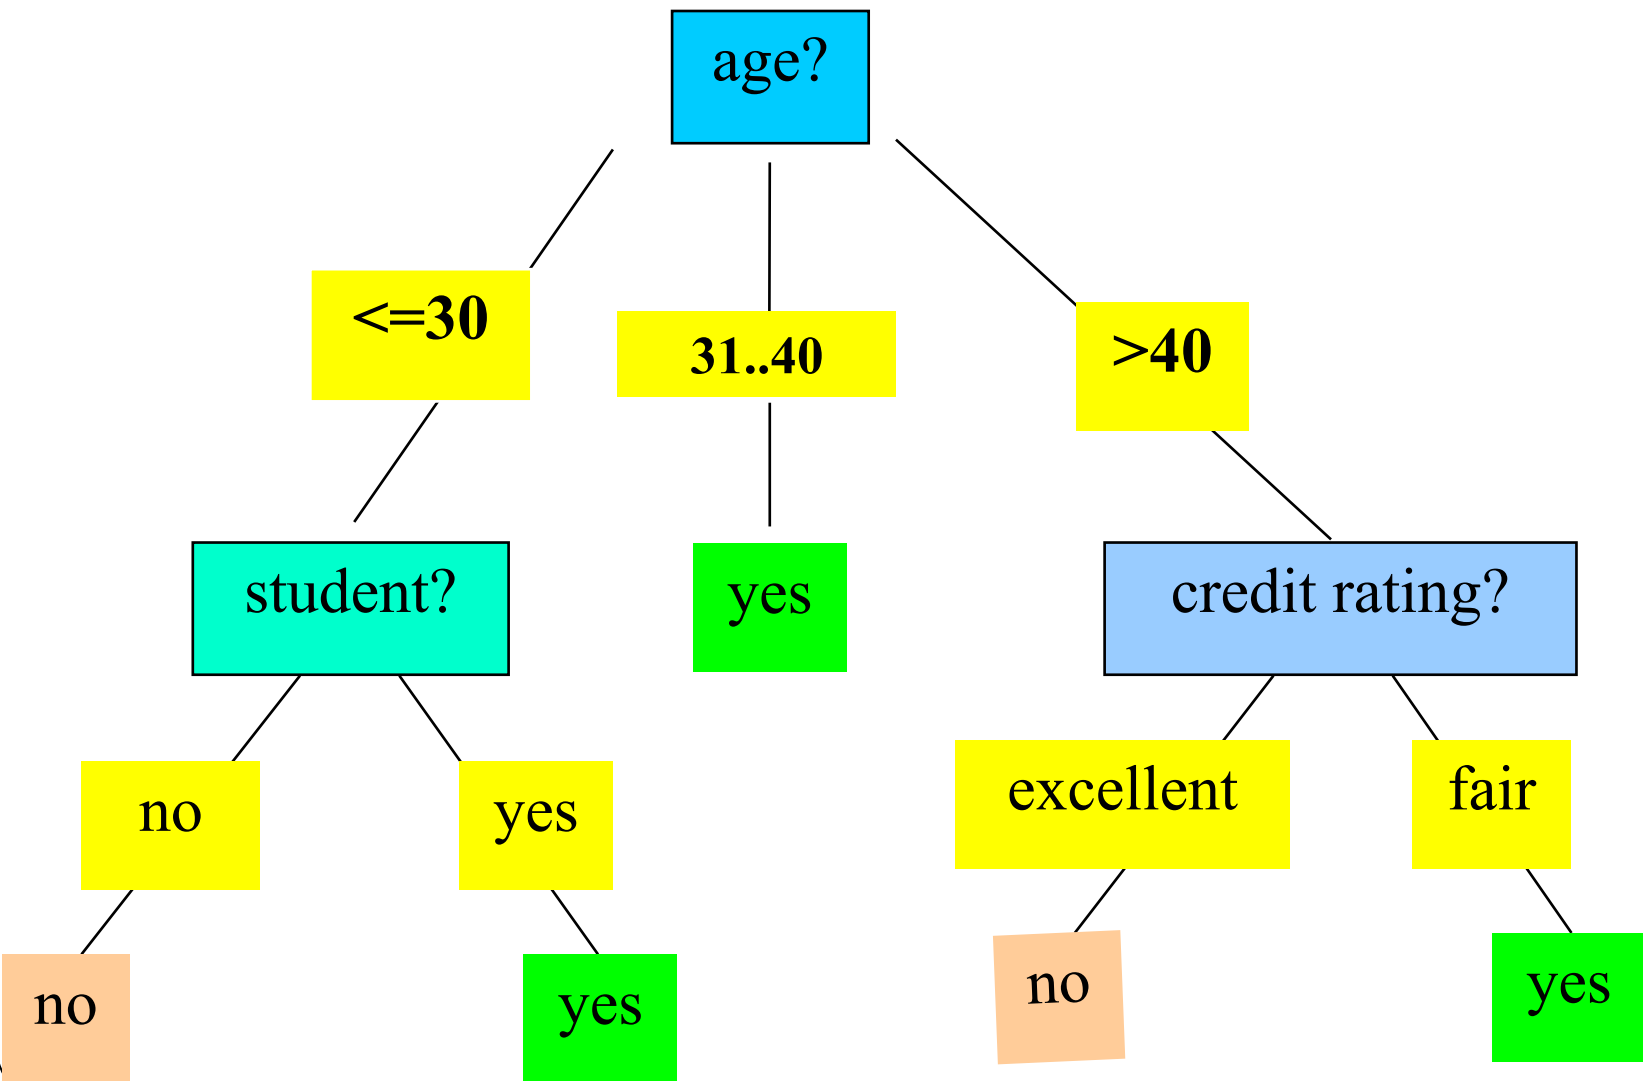 age?
<=30
31..40
>40
student?
yes
credit rating?
no
yes
excellent
fair
no
yes
no
yes